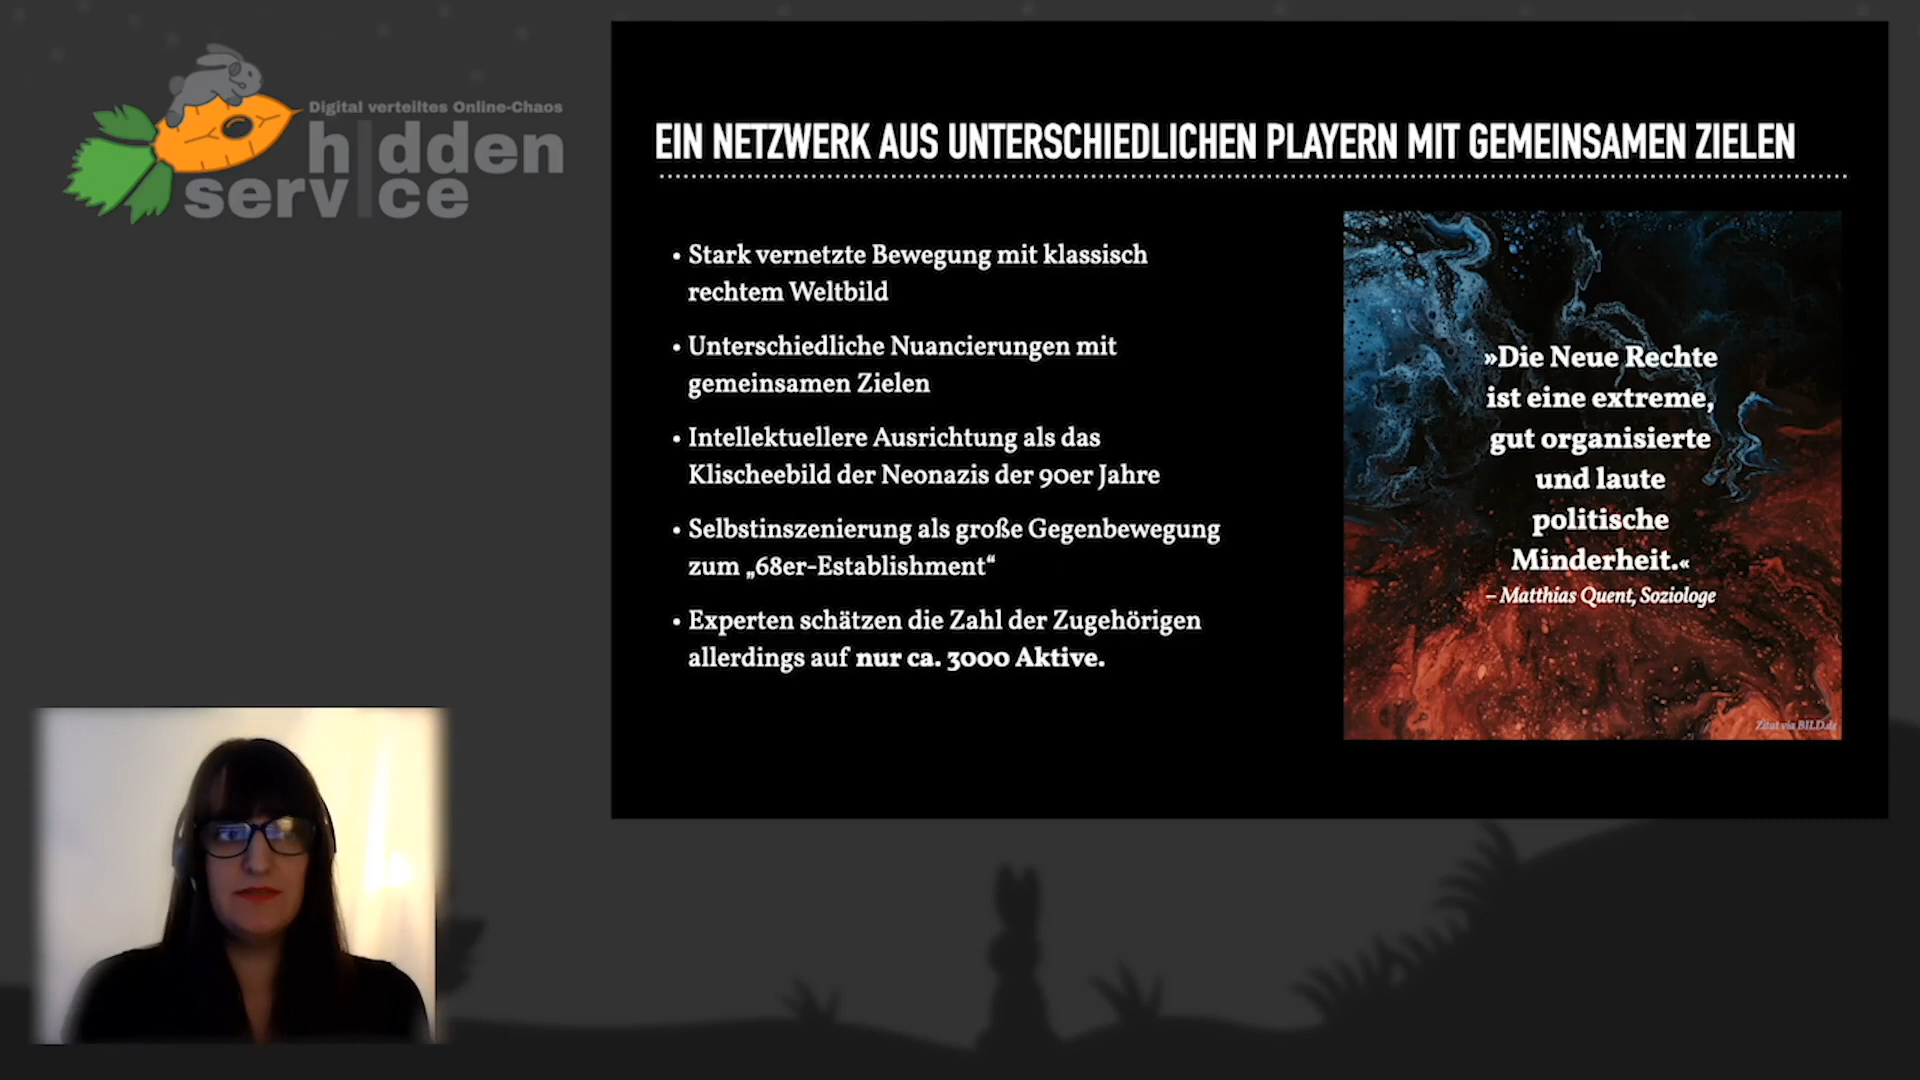 Digital verteiltes Online-Chaos
hidden
service
EIN NETZWERK AUS UNTERSCHIEDLICHEN PLAYERN MIT GEMEINSAMEN ZIELEN
• Stark vernetzte Bewegung mit klassisch
rechtem Weltbild
• Unterschiedliche Nuancierungen mit
gemeinsamen Zielen
• Intellektuellere Ausrichtung als das
Klischeebild der Neonazis der 90er Jahre
• Selbstinszenierung als große Gegenbewegung
zum „68er-Establishment“
• Experten schätzen die Zahl der Zugehörigen
allerdings auf nur ca. 3000 Aktive.
»Die Neue Rechte
ist eine extreme,
gut organisierte
und laute
politische
Minderheit.«
– Matthias Quent, Soziologe
Zitat via BILD.de